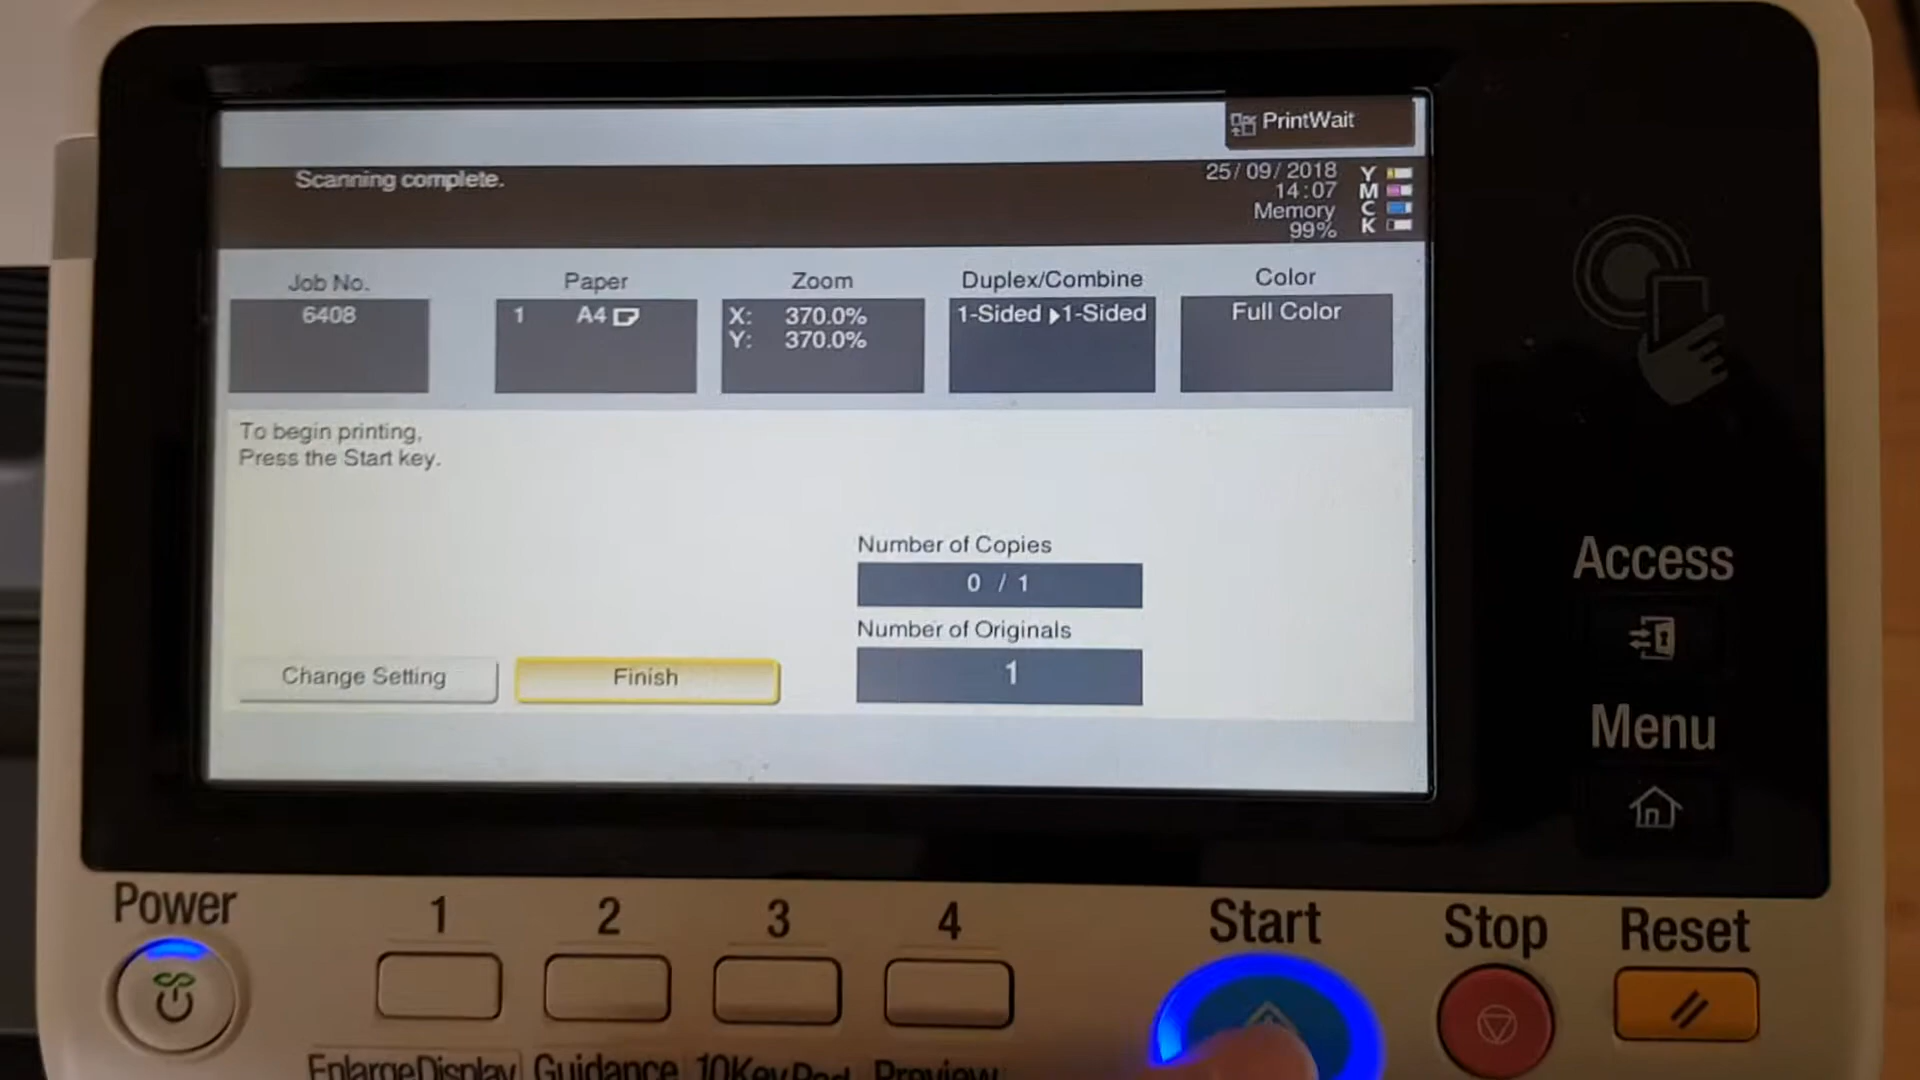 PrintWait
Scanning complete.
25/09/2018
14:07
Memory
99%
Y
M
C
K
Job No.
6408
Paper
1 A4
Zoom
X: 370.0%
Y: 370.0%
Duplex/Combine
1-Sided ▶1-Sided
Color
Full Color
To begin printing,
Press the Start key.
Number of Copies
0 / 1
Number of Originals
1
Change Setting
Finish
Access
Menu
Power
1
2
3
4
Start
Stop
Reset
EnlargeDisplay
Guidance
10KeyPad
Preview